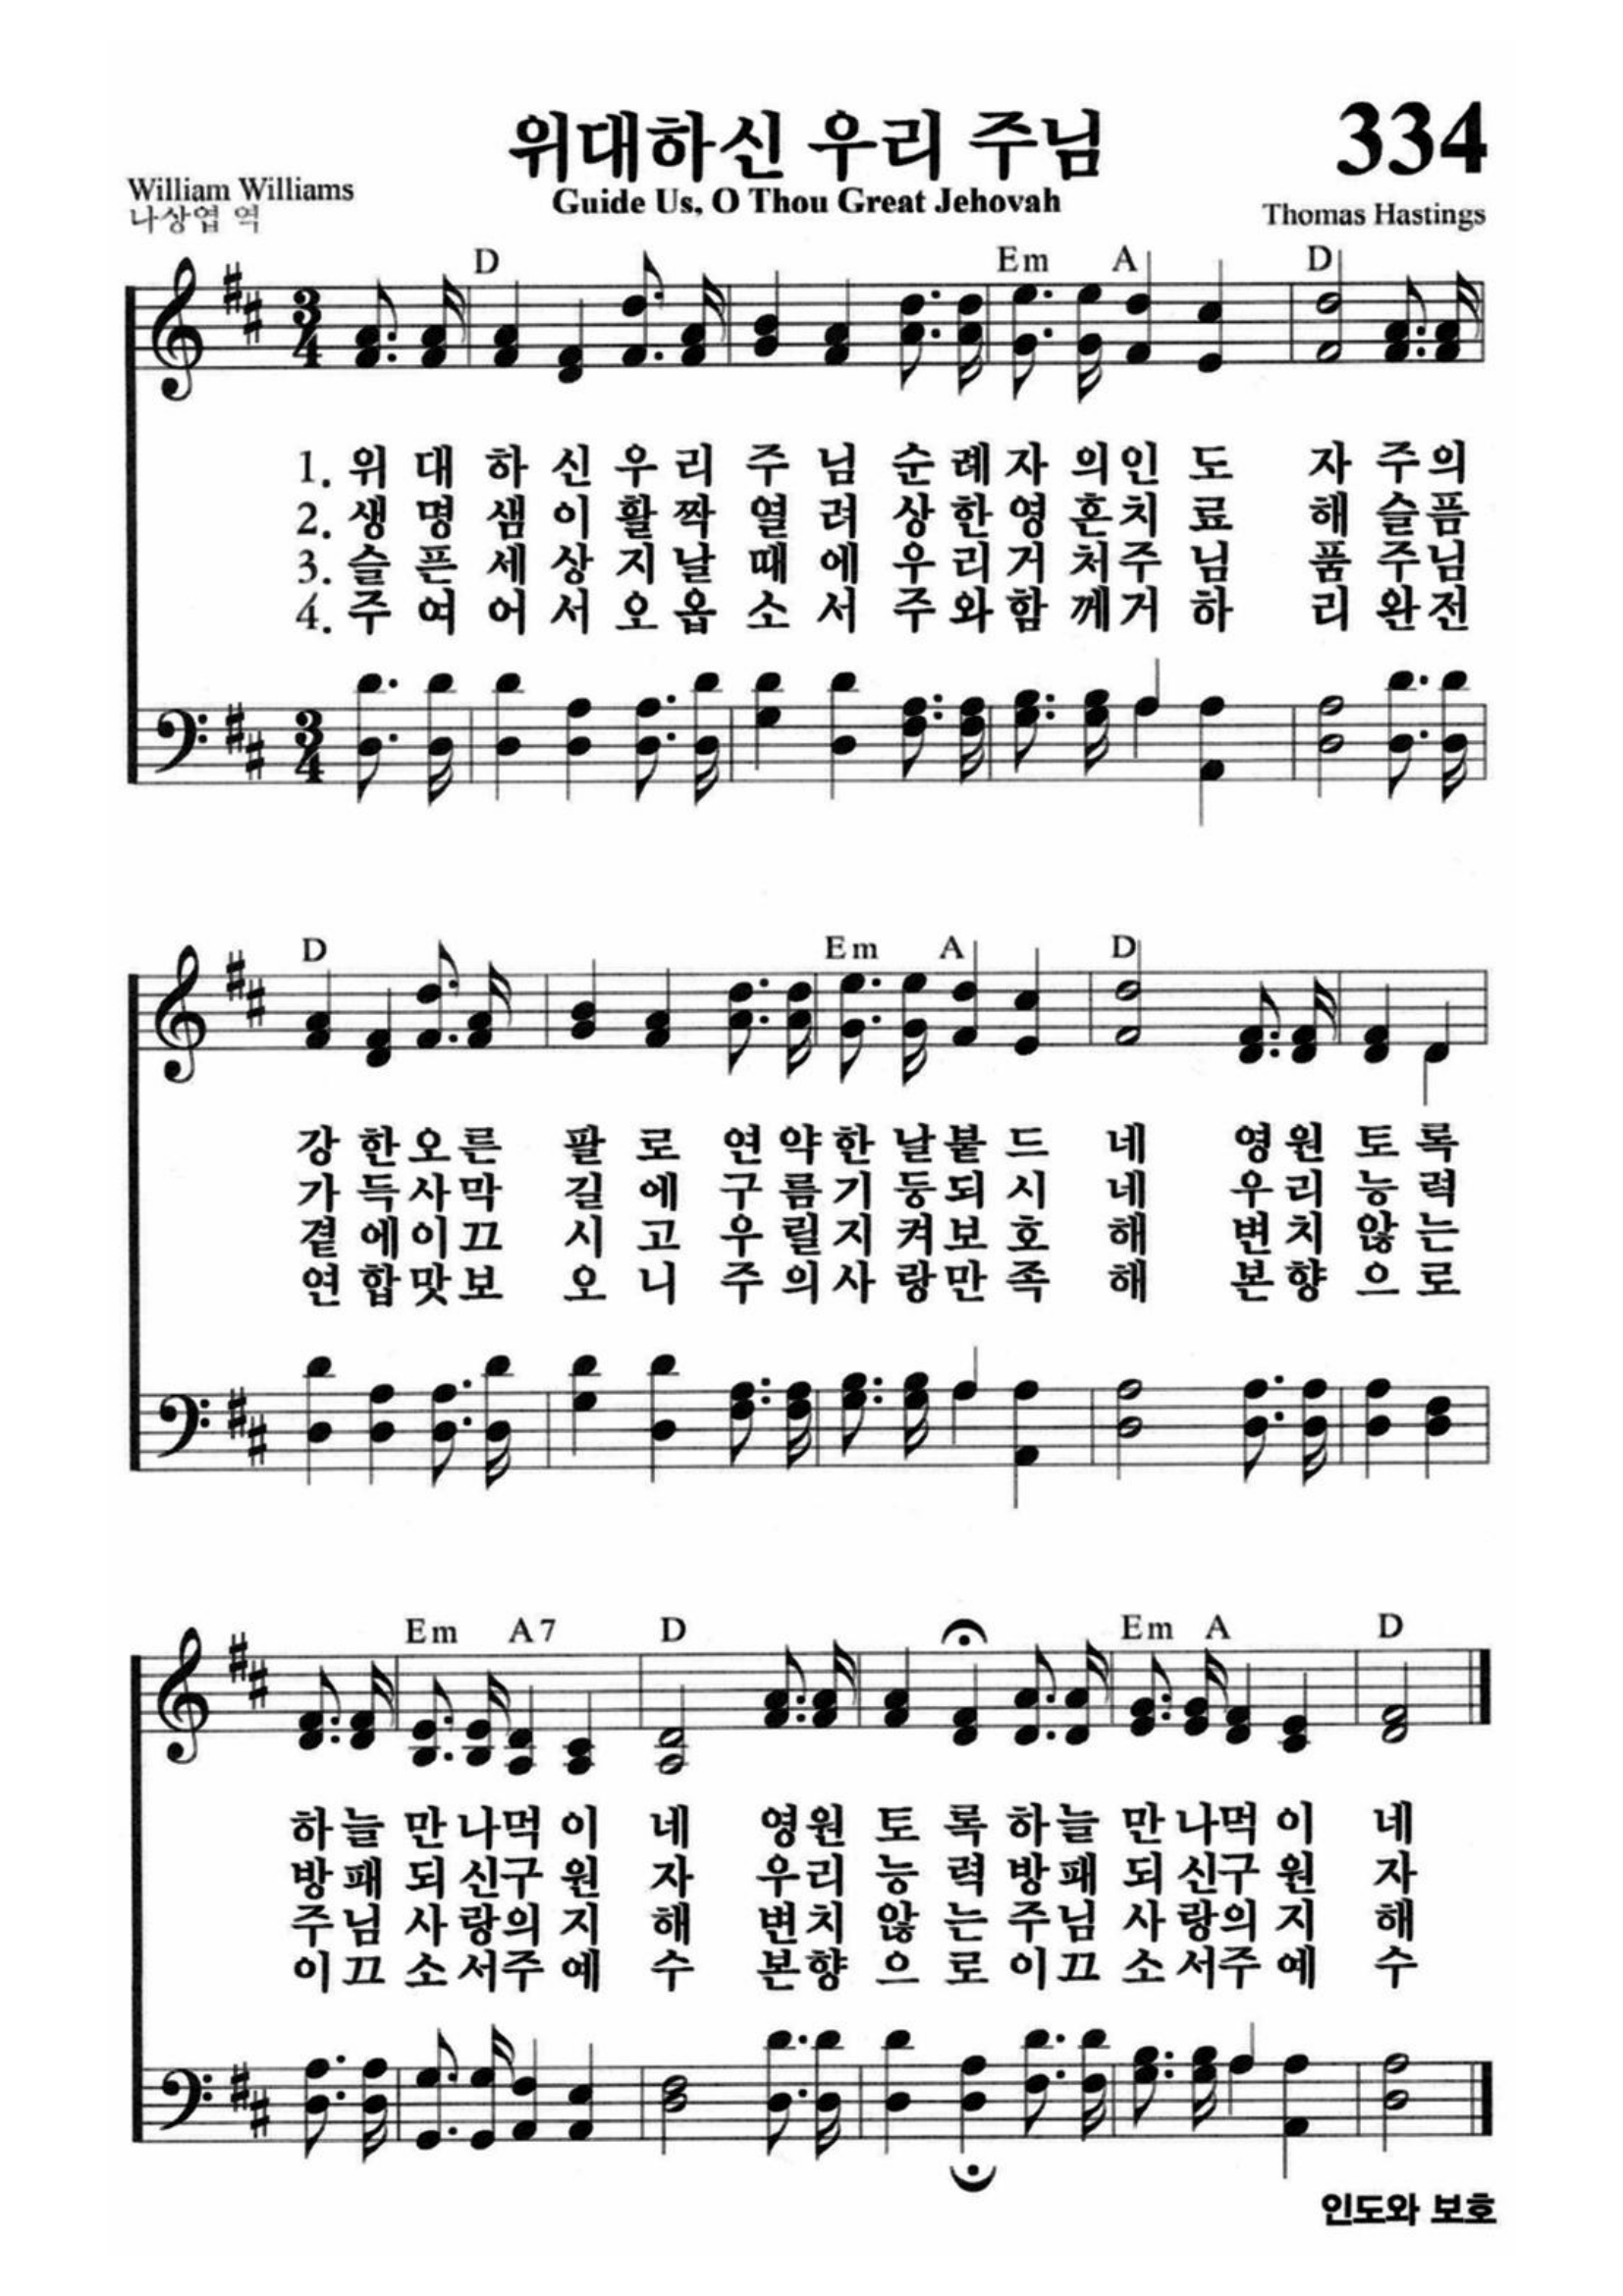 위대하신 우리 주님
334
William Williams
Guide Us, O Thou Great Jehovah
나상엽 역
Thomas Hastings
D Em A D
1. 위 대 하 신 우 리 주 님 순 례 자 의 인 도 자 주 의
2. 생 명 샘 이 활 짝 열 려 상 한 영 혼 치 료 해 슬 픔
3. 슬 픈 세 상 지 날 때 에 우 리 거 처 주 님 품 주 님
4. 주 여 어 서 오 옵 소 서 주 와 함 께 거 하 리 완 전
D Em A D
강 한 오 른 팔 로 연 약 한 날 붙 드 네 영 원 토 록
가 득 사 막 길 에 구 름 기 둥 되 시 네 우 리 능 력
곁 에 이 끄 시 고 우 릴 지 켜 보 호 해 변 치 않 는
연 합 맛 보 오 니 주 의 사 랑 만 족 해 본 향 으 로
Em A7 D Em A D
하 늘 만 나 먹 이 네 영 원 토 록 하 늘 만 나 먹 이 네
방 패 되 신 구 원 자 우 리 능 력 방 패 되 신 구 원 자
주 님 사 랑 의 지 해 변 치 않 는 주 님 사 랑 의 지 해
이 끄 소 서 주 예 수 본 향 으 로 이 끄 소 서 주 예 수
인도와 보호